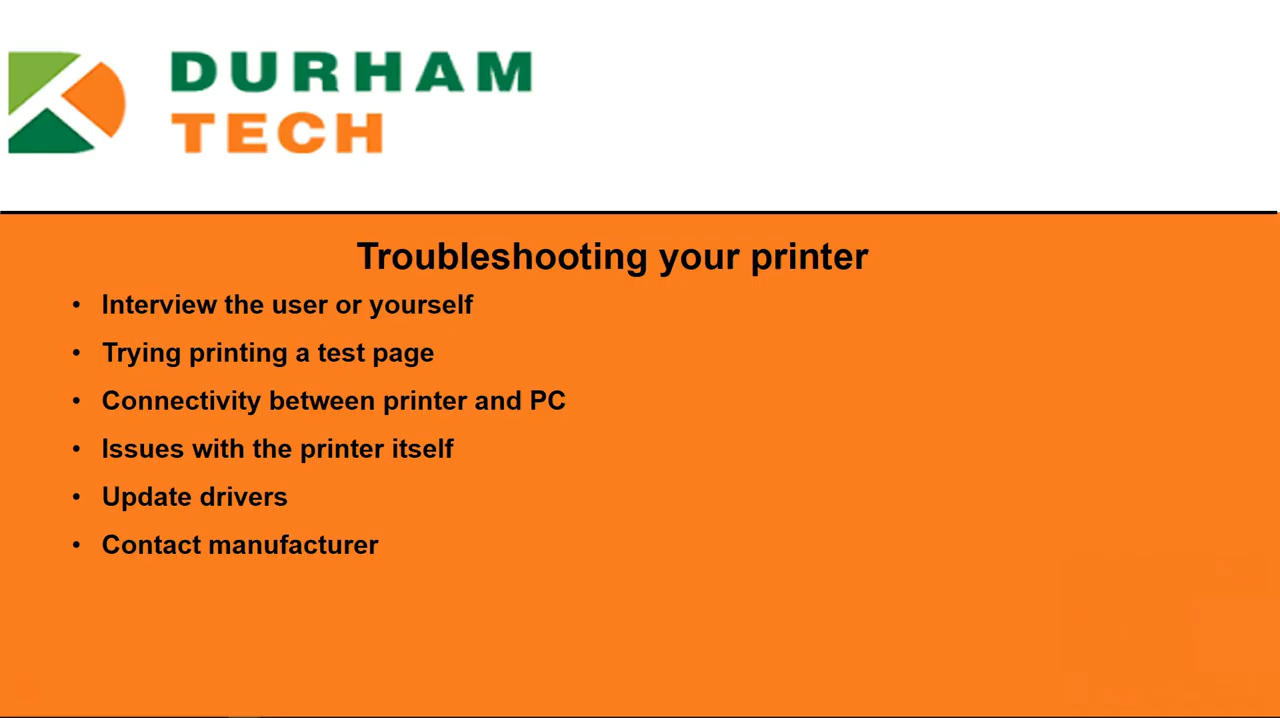 DURHAM
TECH
Troubleshooting your printer
• Interview the user or yourself
• Trying printing a test page
• Connectivity between printer and PC
• Issues with the printer itself
• Update drivers
• Contact manufacturer